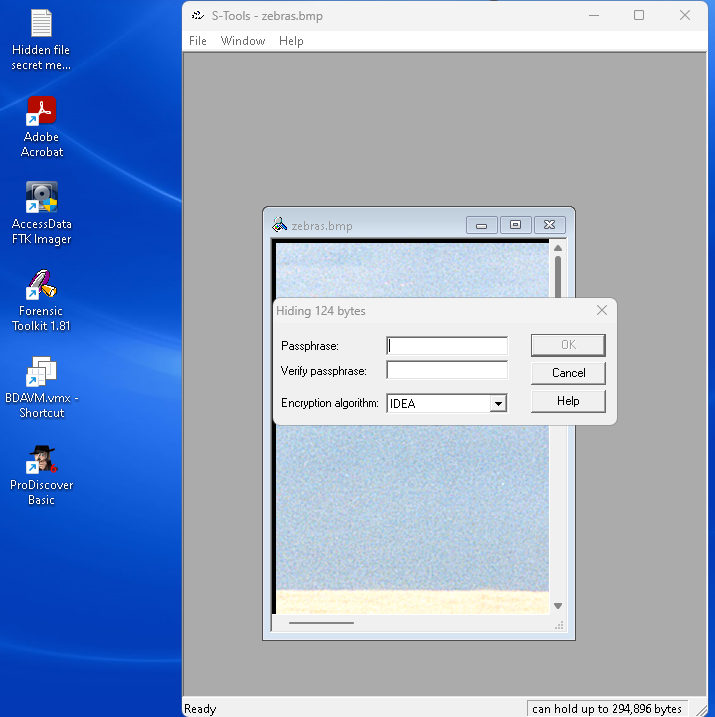 Hidden file
secret me...
Adobe
Acrobat
AccessData
FTK Imager
Forensic
Toolkit 1.81
BDAVM.vmx -
Shortcut
ProDiscover
Basic
S-Tools - zebras.bmp
File Window Help
zebras.bmp
Hiding 124 bytes
Passphrase:
OK
Verify passphrase:
Cancel
Encryption algorithm:
IDEA
Help
Ready
can hold up to 294,896 bytes